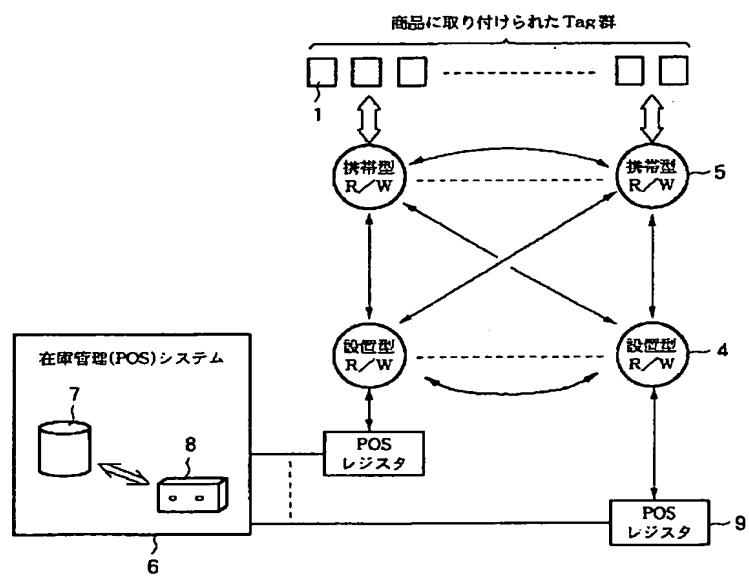 商品に取り付けられたTag群
1
携帯型
R/W
携帯型
R/W
5
設置型
R/W
設置型
R/W
4
在庫管理(POS)システム
7
8
6
POS
レジスタ
POS
レジスタ
9